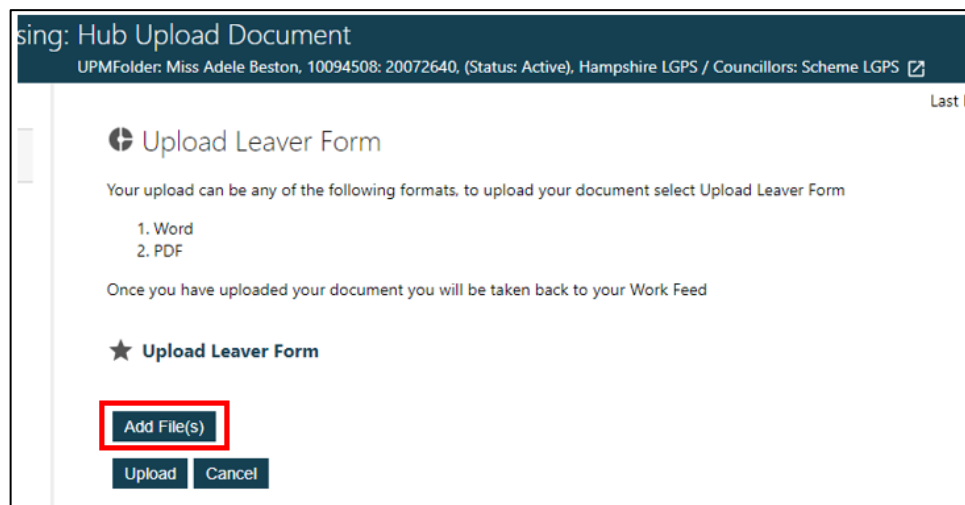 sing: Hub Upload Document
UPMFolder: Miss Adele Beston, 10094508: 20072640, (Status: Active), Hampshire LGPS / Councillors: Scheme LGPS
Last
Upload Leaver Form
Your upload can be any of the following formats, to upload your document select Upload Leaver Form
1. Word
2. PDF
Once you have uploaded your document you will be taken back to your Work Feed
Upload Leaver Form
Add File(s)
Upload Cancel